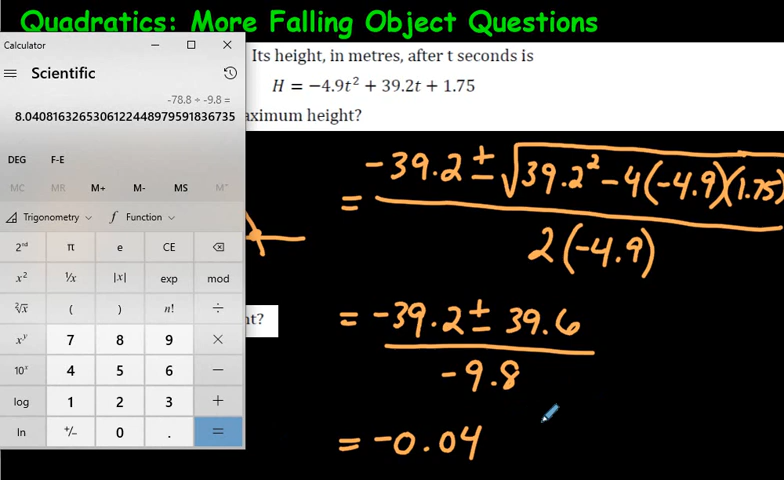 Quadratics: More Falling Object Questions
Calculator
Its height, in metres, after t seconds is
Scientific
H = −4.9t² + 39.2t + 1.75
-78.8 ÷ -9.8 =
8.0408163265306122448979591836735
aximum height?
DEG F-E
MC MR M+ M- MS M˅
Trigonometry f Function
2nd π e CE
x² ¹/x |x| exp mod
²√x ( ) n! ÷
xʸ 7 8 9 ×
10ˣ 4 5 6 −
log 1 2 3 +
ln +/− 0 . =
= -39.2 ± √39.2² - 4(-4.9)(1.75)
2(-4.9)
nt?
= -39.2 ± 39.6
-9.8
= -0.04